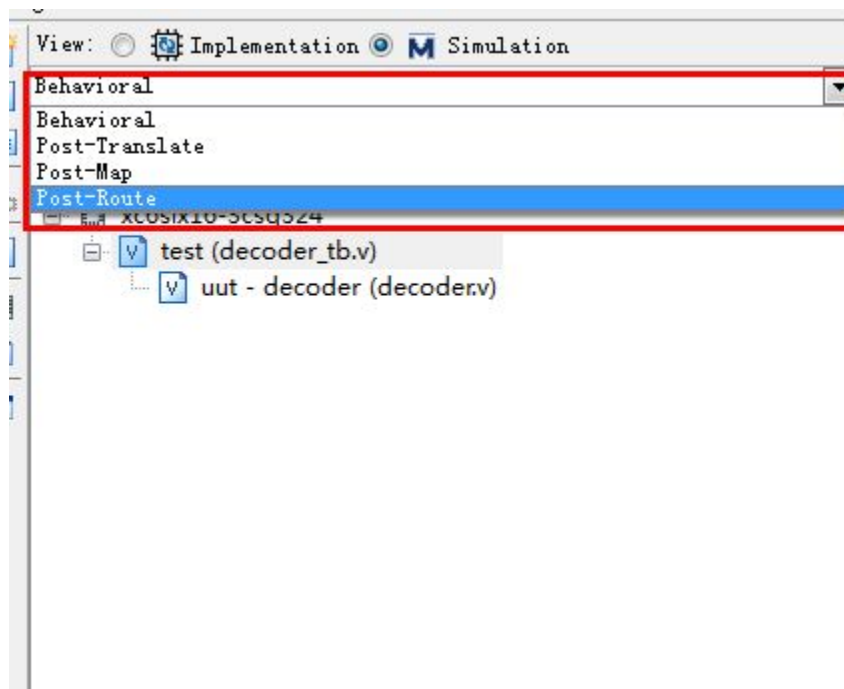 View: Implementation Simulation
Behavioral
Behavioral
Post-Translate
Post-Map
Post-Route
test (decoder_tb.v)
uut - decoder (decoder.v)